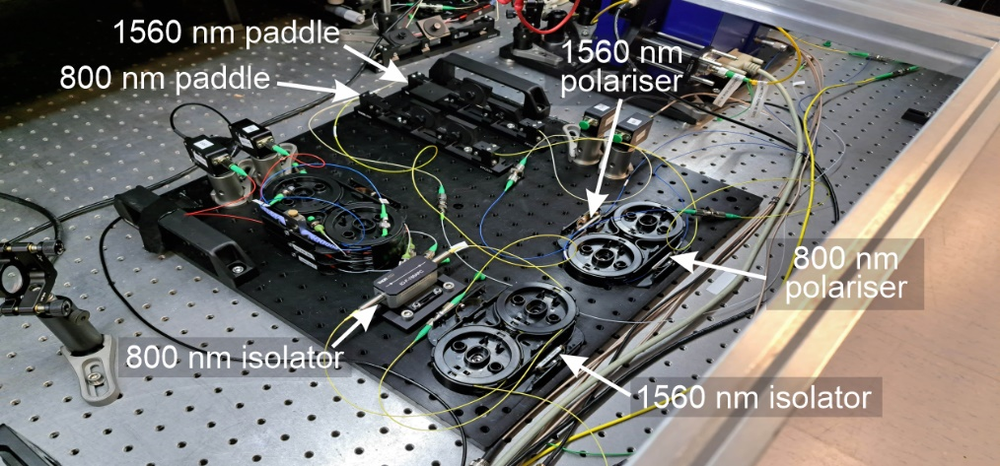 1560 nm paddle
800 nm paddle
1560 nm
polariser
800 nm
polariser
800 nm isolator
1560 nm isolator